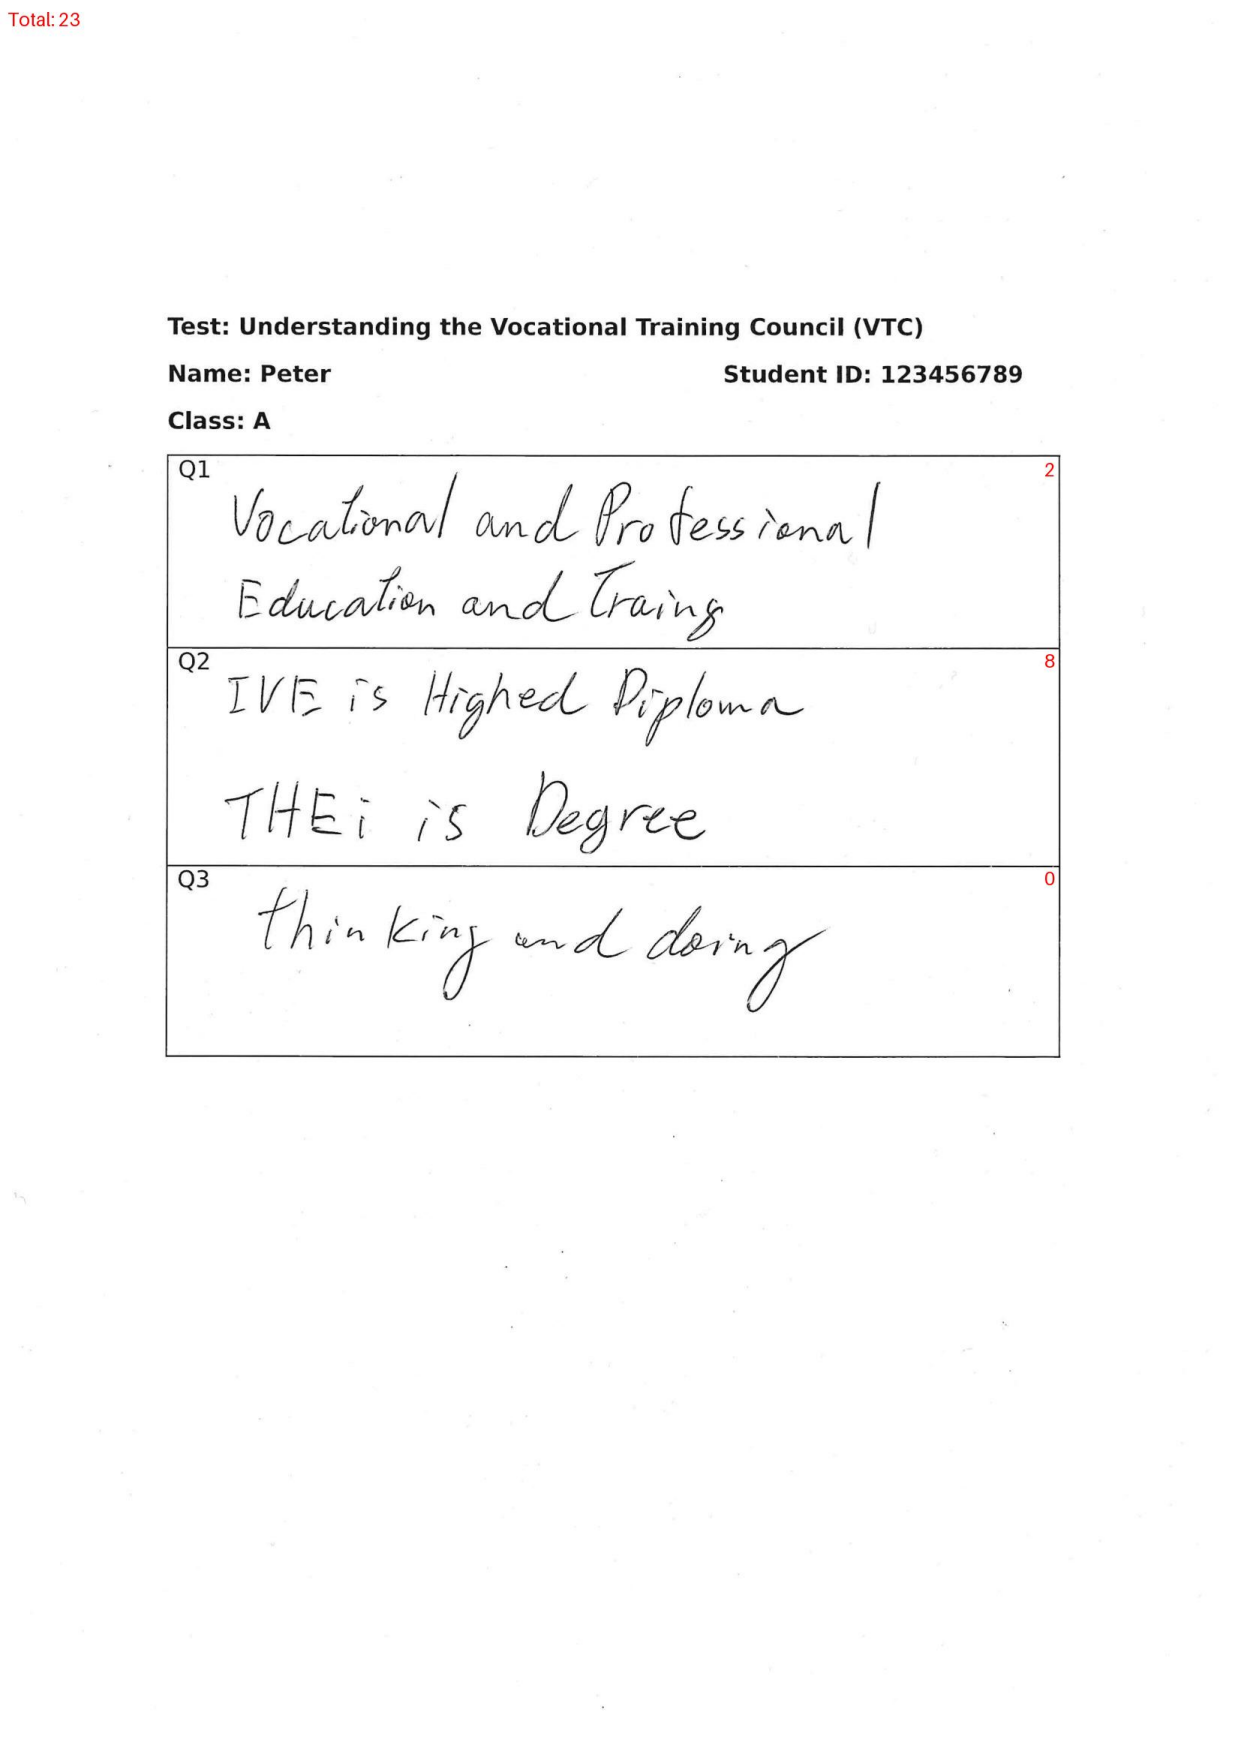 Total: 23
Test: Understanding the Vocational Training Council (VTC)
Name: Peter Student ID: 123456789
Class: A
Q1 2
Vocational and Professional
Education and Traing
Q2 8
IVE is Highed Diploma
THEi is Degree
Q3 0
thinking and doing